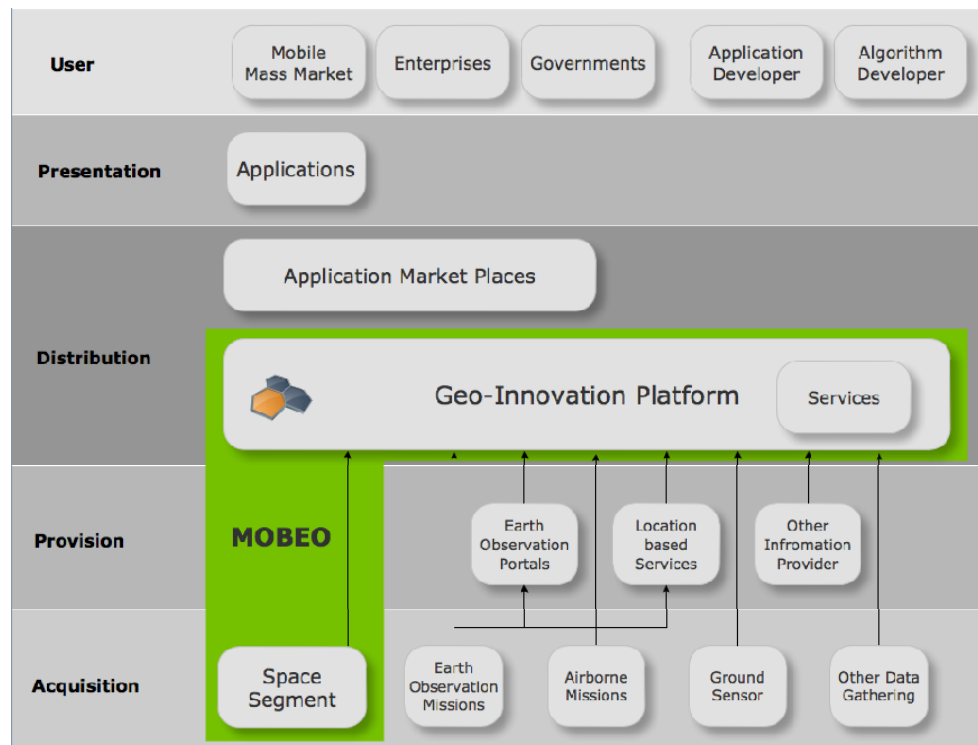 User
Mobile
Mass Market
Enterprises
Governments
Application
Developer
Algorithm
Developer
Presentation
Applications
Distribution
Application Market Places
Geo-Innovation Platform
Services
Provision
MOBEO
Earth
Observation
Portals
Location
based
Services
Other
Infromation
Provider
Acquisition
Space
Segment
Earth
Observation
Missions
Airborne
Missions
Ground
Sensor
Other Data
Gathering